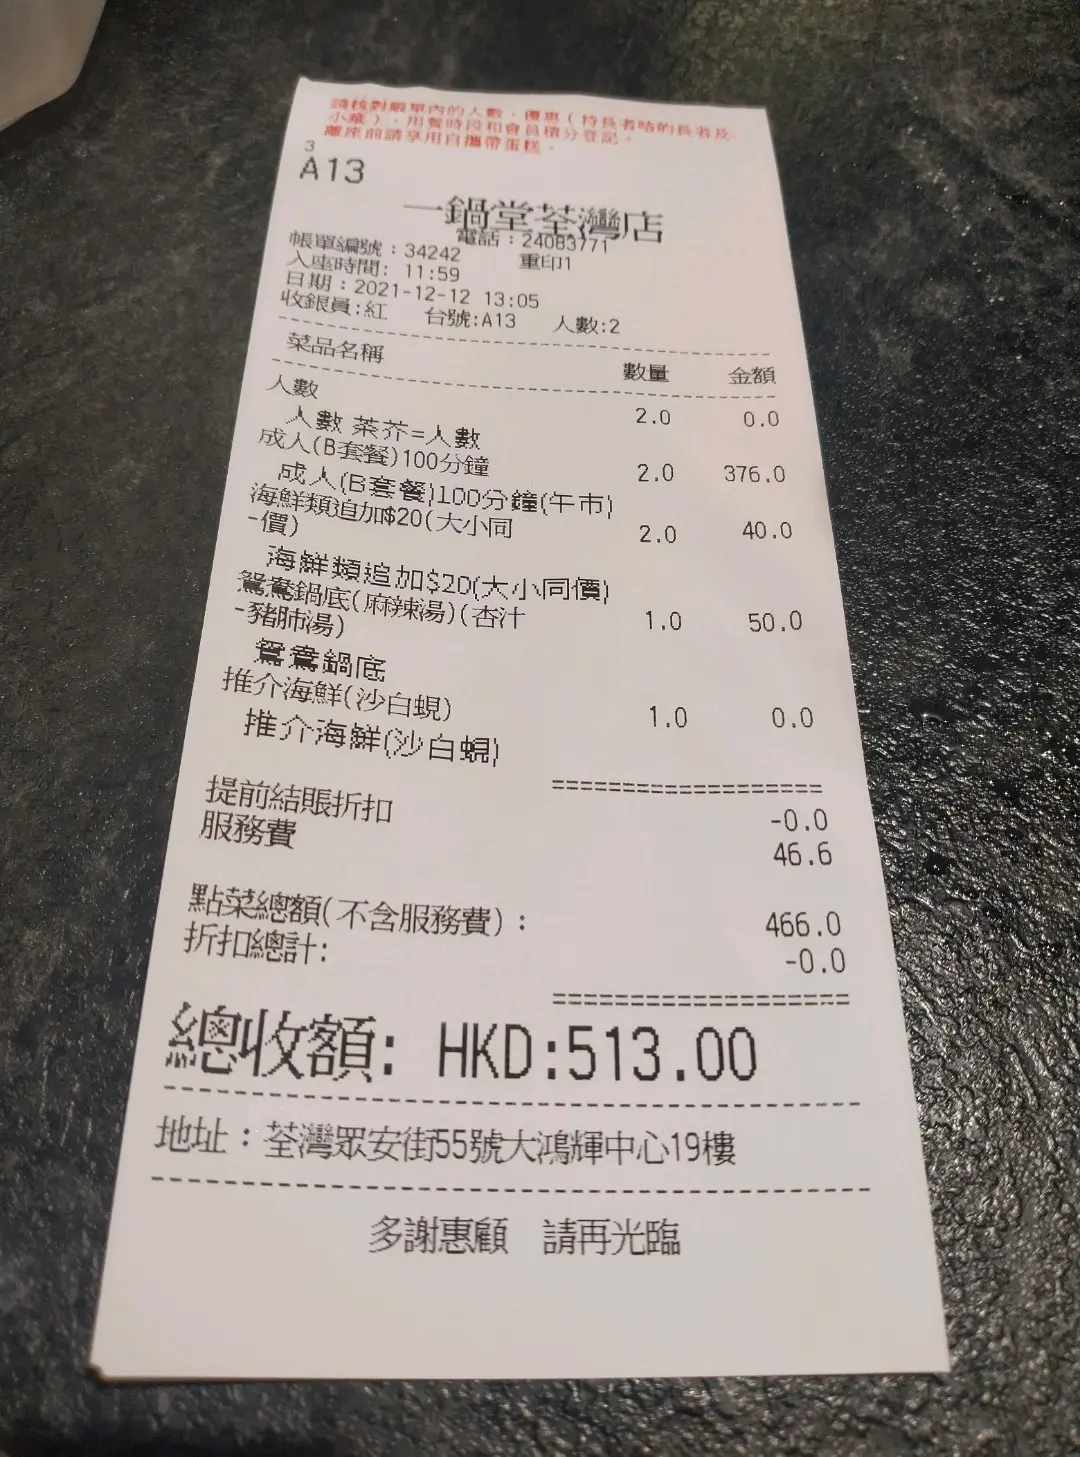 請核對賬單內的人數，優惠（持長者咭的長者及
小童），用餐時段和會員積分登記。
離座前請享用自攜帶蛋糕。
3
A13
一鍋堂荃灣店
電話：24083771
帳單編號：34242 重印1
入座時間: 11:59
日期：2021-12-12 13:05
收銀員:紅 台號:A13 人數:2
菜品名稱 數量 金額
人數 2.0 0.0
人數 茶芥=人數
成人(B套餐)100分鐘 2.0 376.0
成人(B套餐)100分鐘(午市)
海鮮類追加$20(大小同 2.0 40.0
-價)
海鮮類追加$20(大小同價)
鴛鴦鍋底(麻辣湯)(杏汁 1.0 50.0
-豬肺湯)
鴛鴦鍋底
推介海鮮(沙白蜆) 1.0 0.0
推介海鮮(沙白蜆)
提前結賬折扣 -0.0
服務費 46.6
點菜總額(不含服務費)： 466.0
折扣總計: -0.0
總收額: HKD:513.00
地址：荃灣眾安街55號大鴻輝中心19樓
多謝惠顧 請再光臨